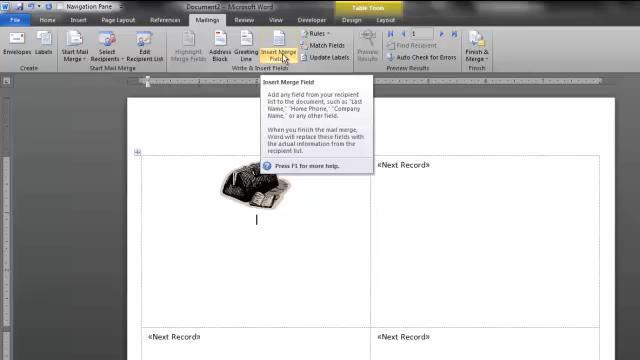 Navigation Pane
Document2 - Microsoft Word
Table Tools
File Home Insert Page Layout References Mailings Review View Developer Design Layout
Envelopes Labels
Start Mail Merge
Select Recipients
Edit Recipient List
Highlight Merge Fields
Address Block
Greeting Line
Insert Merge Field
Rules
Match Fields
Update Labels
Preview Results
1
Find Recipient
Auto Check for Errors
Finish & Merge
Create Start Mail Merge Write & Insert Fields Preview Results Finish
Insert Merge Field
Add any field from your recipient
list to the document, such as "Last
Name," "Home Phone," "Company
Name," or any other field.
When you finish the mail merge,
Word will replace these fields with
the actual information from the
recipient list.
Press F1 for more help.
«Next Record»
«Next Record» «Next Record»